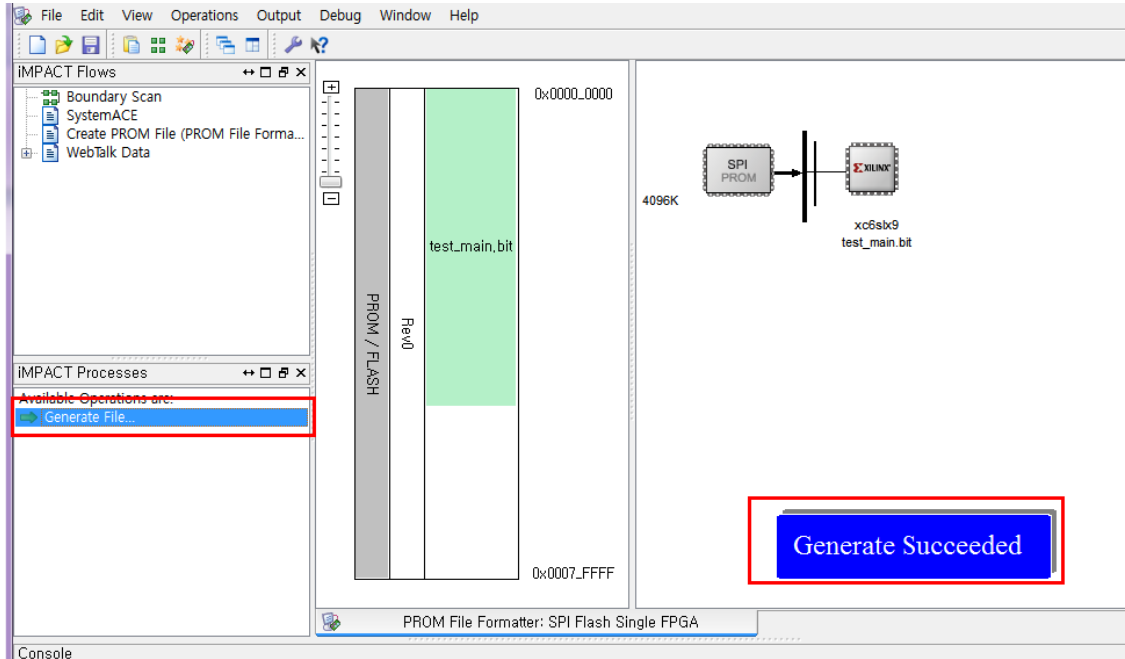 File Edit View Operations Output Debug Window Help
iMPACT Flows
Boundary Scan
SystemACE
Create PROM File (PROM File Forma...
WebTalk Data
iMPACT Processes
Available Operations are:
Generate File...
PROM / FLASH
Rev0
test_main.bit
0x0000_0000
0x0007_FFFF
4096K
SPI
PROM
XILINX
xc6slx9
test_main.bit
Generate Succeeded
PROM File Formatter: SPI Flash Single FPGA
Console